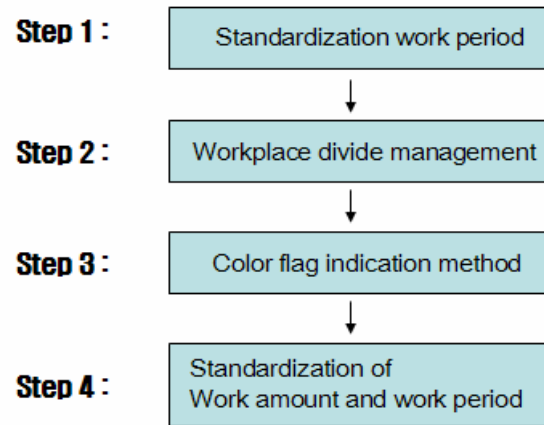 Step 1 :
Standardization work period
Step 2 :
Workplace divide management
Step 3 :
Color flag indication method
Step 4 :
Standardization of
Work amount and work period